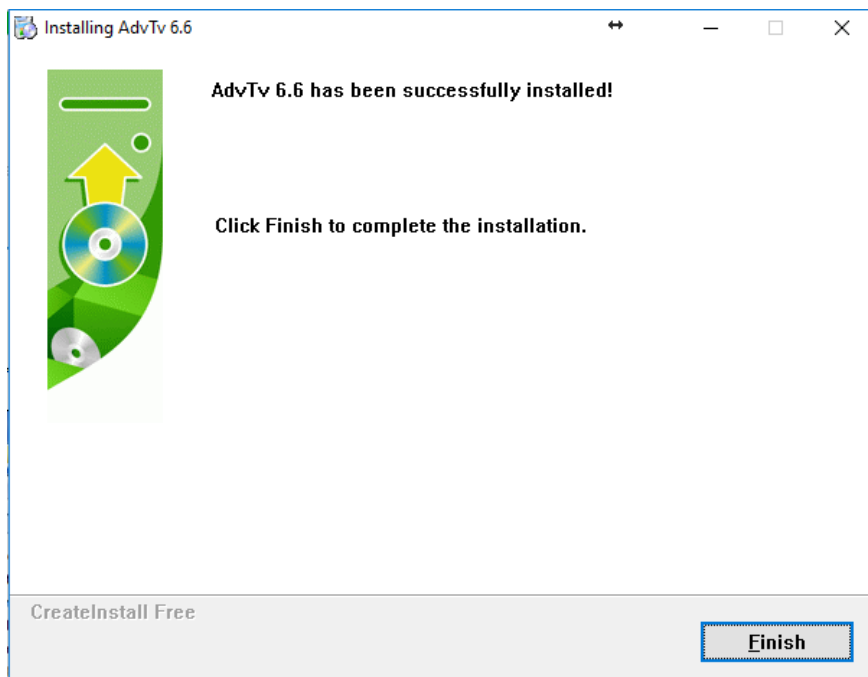 Installing AdvTv 6.6
AdvTv 6.6 has been successfully installed!
Click Finish to complete the installation.
CreateInstall Free
Finish